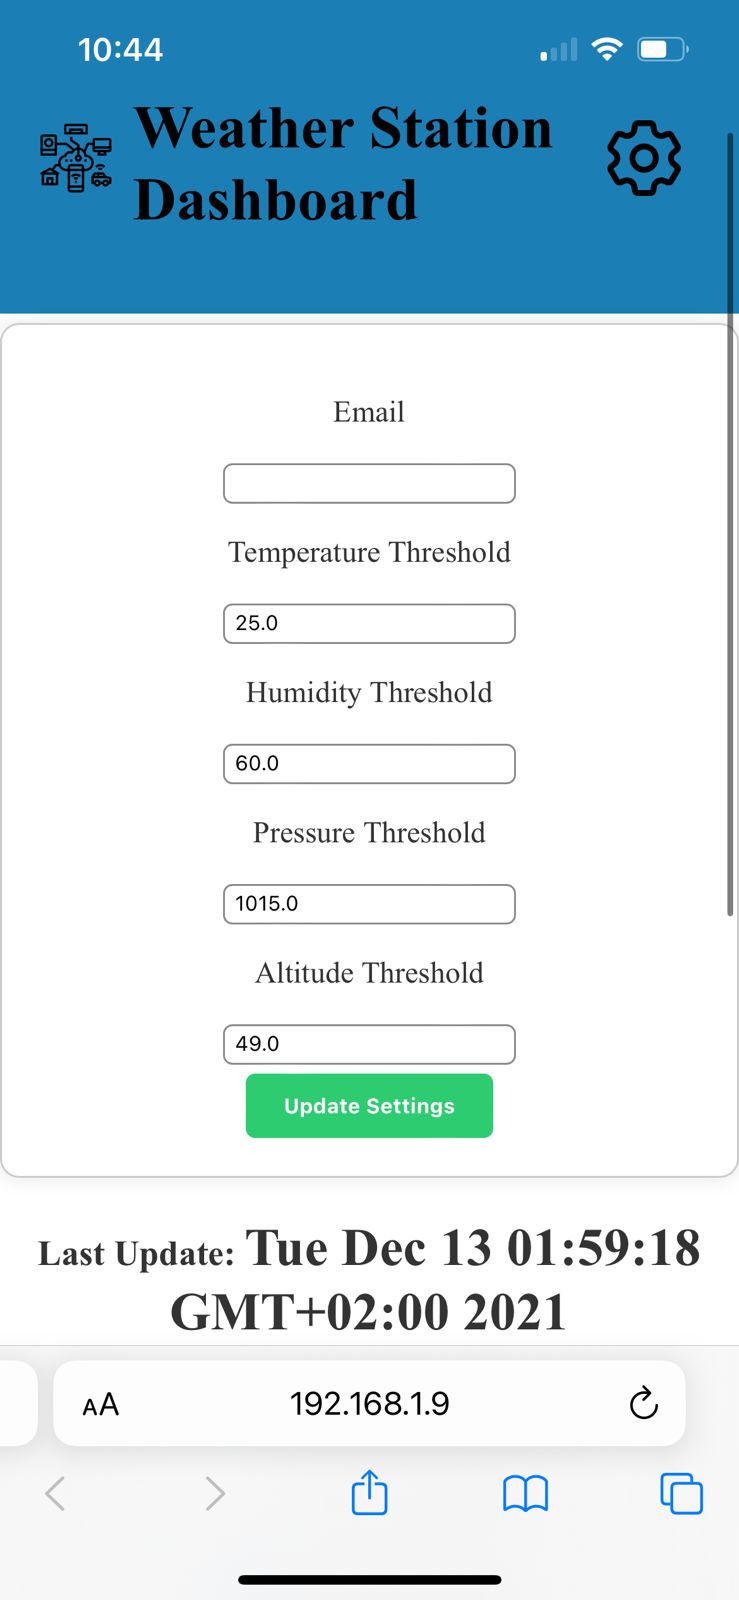 10:44
Weather Station
Dashboard
Email
Temperature Threshold
25.0
Humidity Threshold
60.0
Pressure Threshold
1015.0
Altitude Threshold
49.0
Update Settings
Last Update: Tue Dec 13 01:59:18
GMT+02:00 2021
AA 192.168.1.9